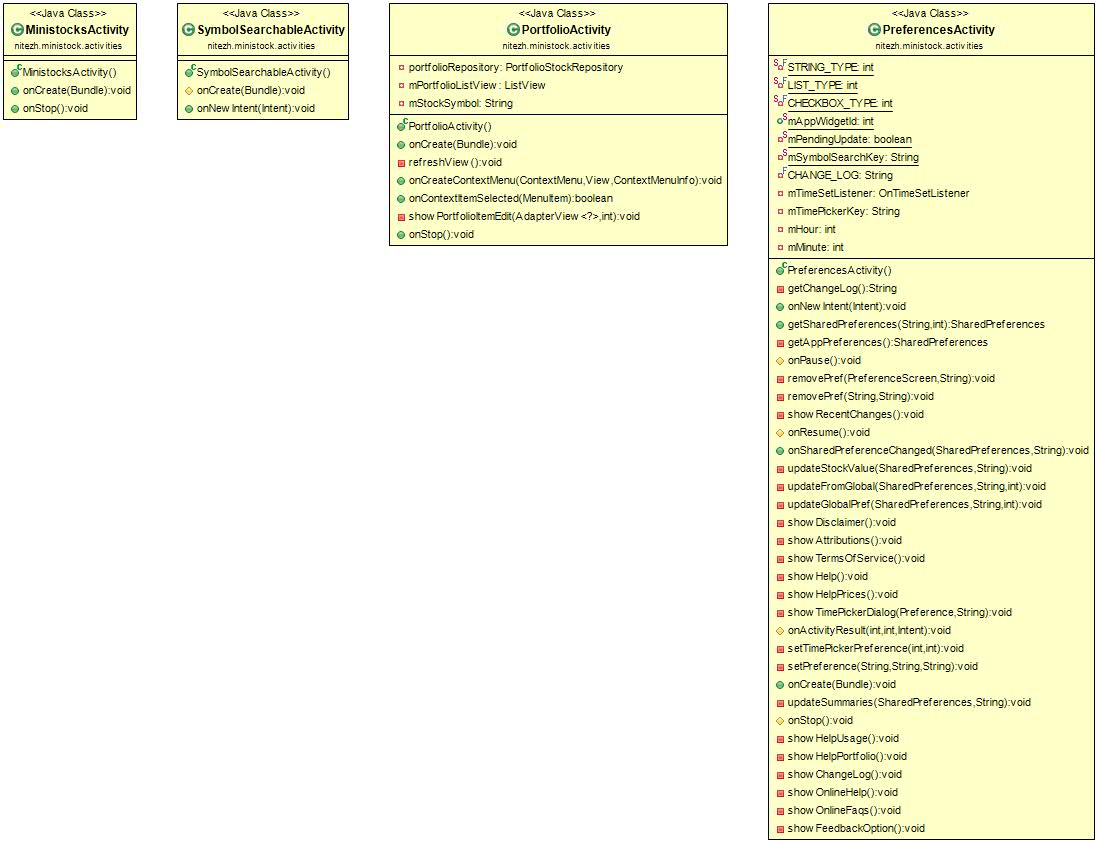 <<Java Class>>
MinistocksActivity
nitezh.ministock.activities
MinistocksActivity()
onCreate(Bundle):void
onStop():void
<<Java Class>>
SymbolSearchableActivity
nitezh.ministock.activities
SymbolSearchableActivity()
onCreate(Bundle):void
onNewIntent(Intent):void
<<Java Class>>
PortfolioActivity
nitezh.ministock.activities
portfolioRepository: PortfolioStockRepository
mPortfolioListView: ListView
mStockSymbol: String
PortfolioActivity()
onCreate(Bundle):void
refreshView():void
onCreateContextMenu(ContextMenu,View,ContextMenuInfo):void
onContextItemSelected(MenuItem):boolean
showPortfolioItemEdit(AdapterView<?>,int):void
onStop():void
<<Java Class>>
PreferencesActivity
nitezh.ministock.activities
STRING_TYPE: int
LIST_TYPE: int
CHECKBOX_TYPE: int
mAppWidgetId: int
mPendingUpdate: boolean
mSymbolSearchKey: String
CHANGE_LOG: String
mTimeSetListener: OnTimeSetListener
mTimePickerKey: String
mHour: int
mMinute: int
PreferencesActivity()
getChangeLog():String
onNewIntent(Intent):void
getSharedPreferences(String,int):SharedPreferences
getAppPreferences():SharedPreferences
onPause():void
removePref(PreferenceScreen,String):void
removePref(String,String):void
showRecentChanges():void
onResume():void
onSharedPreferenceChanged(SharedPreferences,String):void
updateStockValue(SharedPreferences,String):void
updateFromGlobal(SharedPreferences,String,int):void
updateGlobalPref(SharedPreferences,String,int):void
showDisclaimer():void
showAttributions():void
showTermsOfService():void
showHelp():void
showHelpPrices():void
showTimePickerDialog(Preference,String):void
onActivityResult(int,int,Intent):void
setTimePickerPreference(int,int):void
setPreference(String,String,String):void
onCreate(Bundle):void
updateSummaries(SharedPreferences,String):void
onStop():void
showHelpUsage():void
showHelpPortfolio():void
showChangeLog():void
showOnlineHelp():void
showOnlineFaqs():void
showFeedbackOption():void